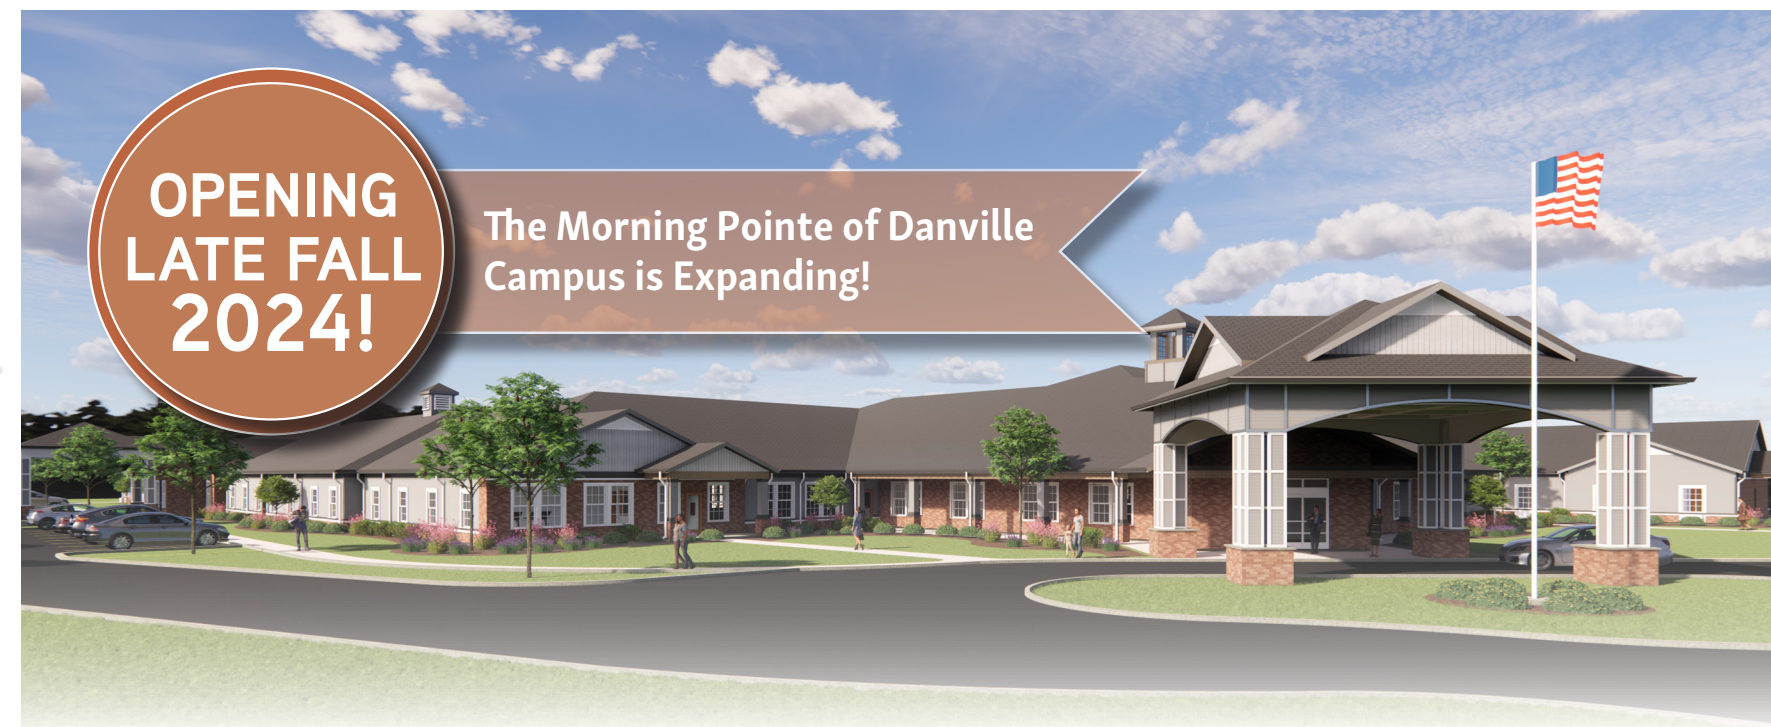 OPENING
LATE FALL
2024!
The Morning Pointe of Danville
Campus is Expanding!